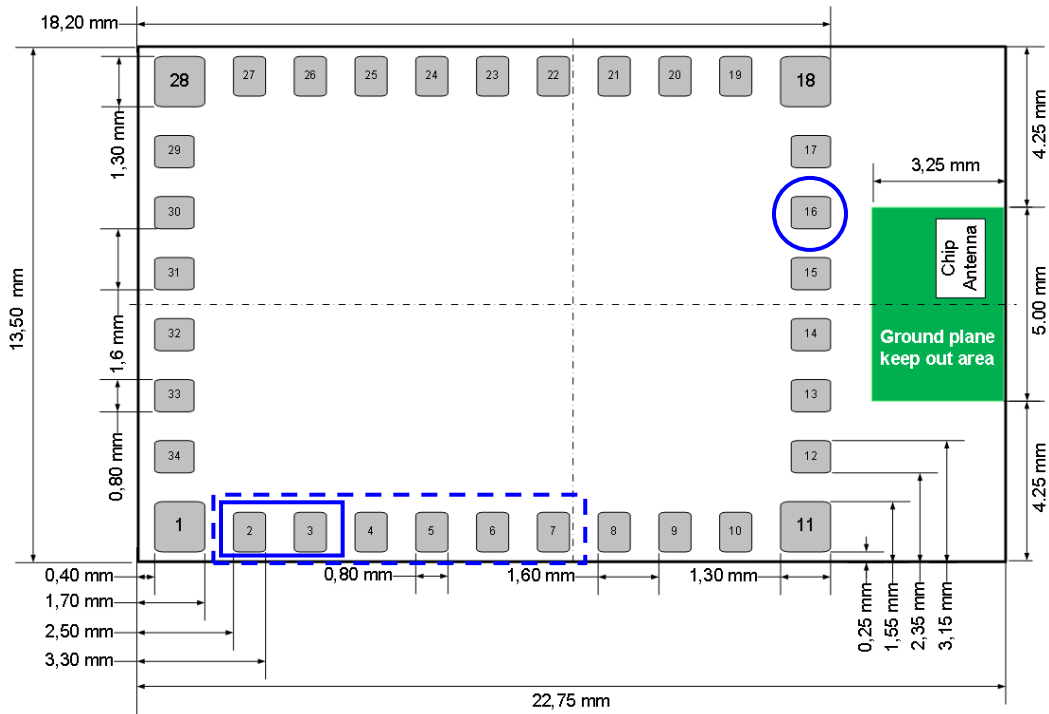 18,20 mm
28
27
26
25
24
23
22
21
20
19
18
1,30 mm
29
17
4.25 mm
3,25 mm
30
16
Chip
Antenna
31
15
13,50 mm
1,6 mm
32
14
5.00 mm
Ground plane
keep out area
33
13
0,80 mm
34
12
4.25 mm
1
2
3
4
5
6
7
8
9
10
11
0,40 mm
0,80 mm
1,60 mm
1,30 mm
1,70 mm
2,50 mm
3,30 mm
0,25 mm
1,55 mm
2,35 mm
3,15 mm
22,75 mm